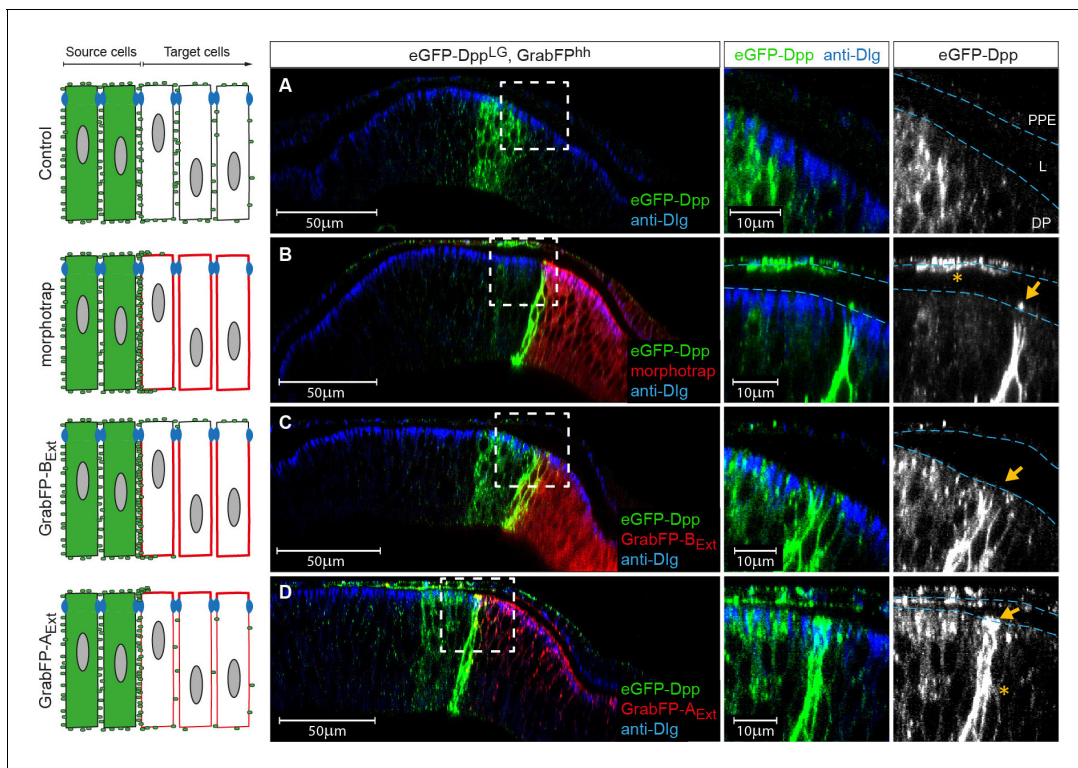 Source cells Target cells
eGFP-Dpp^LG, GrabFP^hh
eGFP-Dpp anti-Dlg
eGFP-Dpp
Control
A
50µm
eGFP-Dpp
anti-Dlg
10µm
PPE
L
DP
morphotrap
B
50µm
eGFP-Dpp
morphotrap
anti-Dlg
10µm
*
GrabFP-B_Ext
C
50µm
eGFP-Dpp
GrabFP-B_Ext
anti-Dlg
10µm
GrabFP-A_Ext
D
50µm
eGFP-Dpp
GrabFP-A_Ext
anti-Dlg
10µm
*